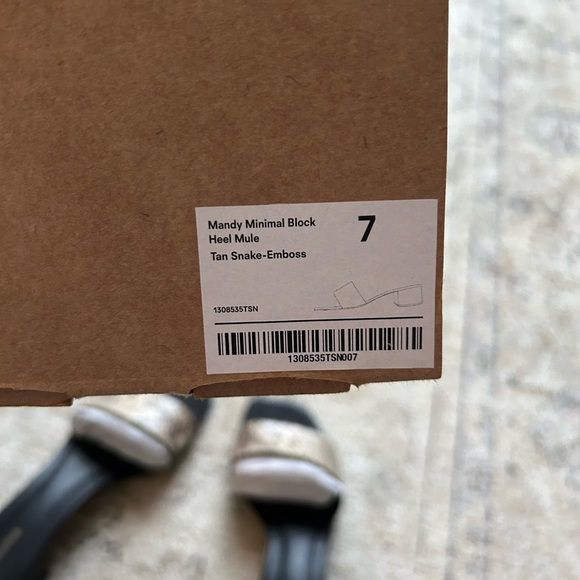 Mandy Minimal Block
Heel Mule
7
Tan Snake-Emboss
1308535TSN
1308535TSN007